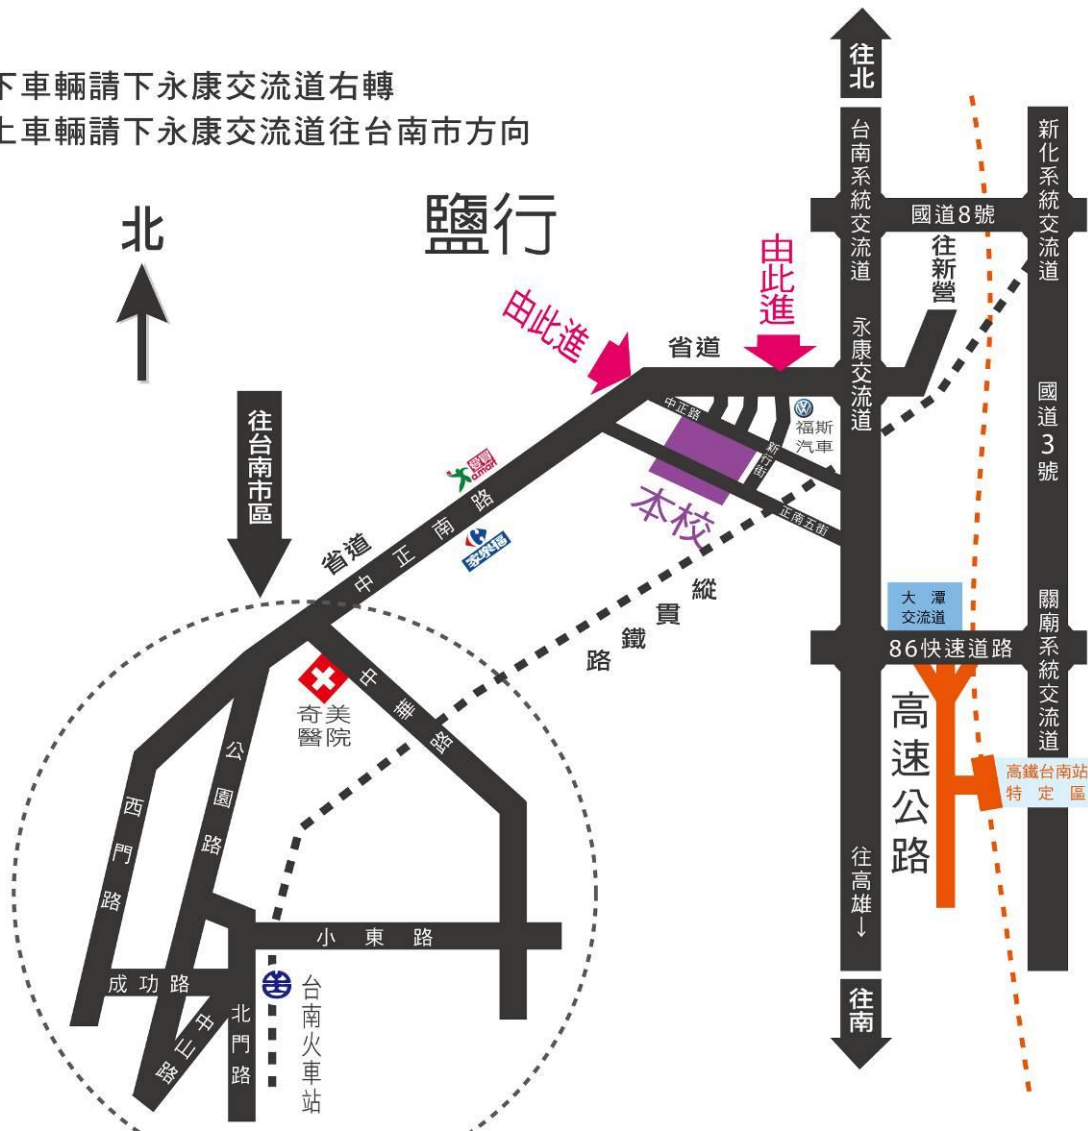 下車輛請下永康交流道右轉
上車輛請下永康交流道往台南市方向
北
鹽行
往北
台南系統交流道
新化系統交流道
國道8號
往新營
由此進
由此進
省道
永康交流道
國道3號
中正路
福斯
汽車
新行街
本校
正南五街
往台南市區
愛買
a.mart
家樂福
省道
中正南路
縱貫鐵路
大潭
交流道
86快速道路
關廟系統交流道
高速公路
高鐵台南站
特定區
往高雄↓
往南
奇美
醫院
中華路
公園路
西門路
小東路
成功路
中山路
北門路
台南火車站